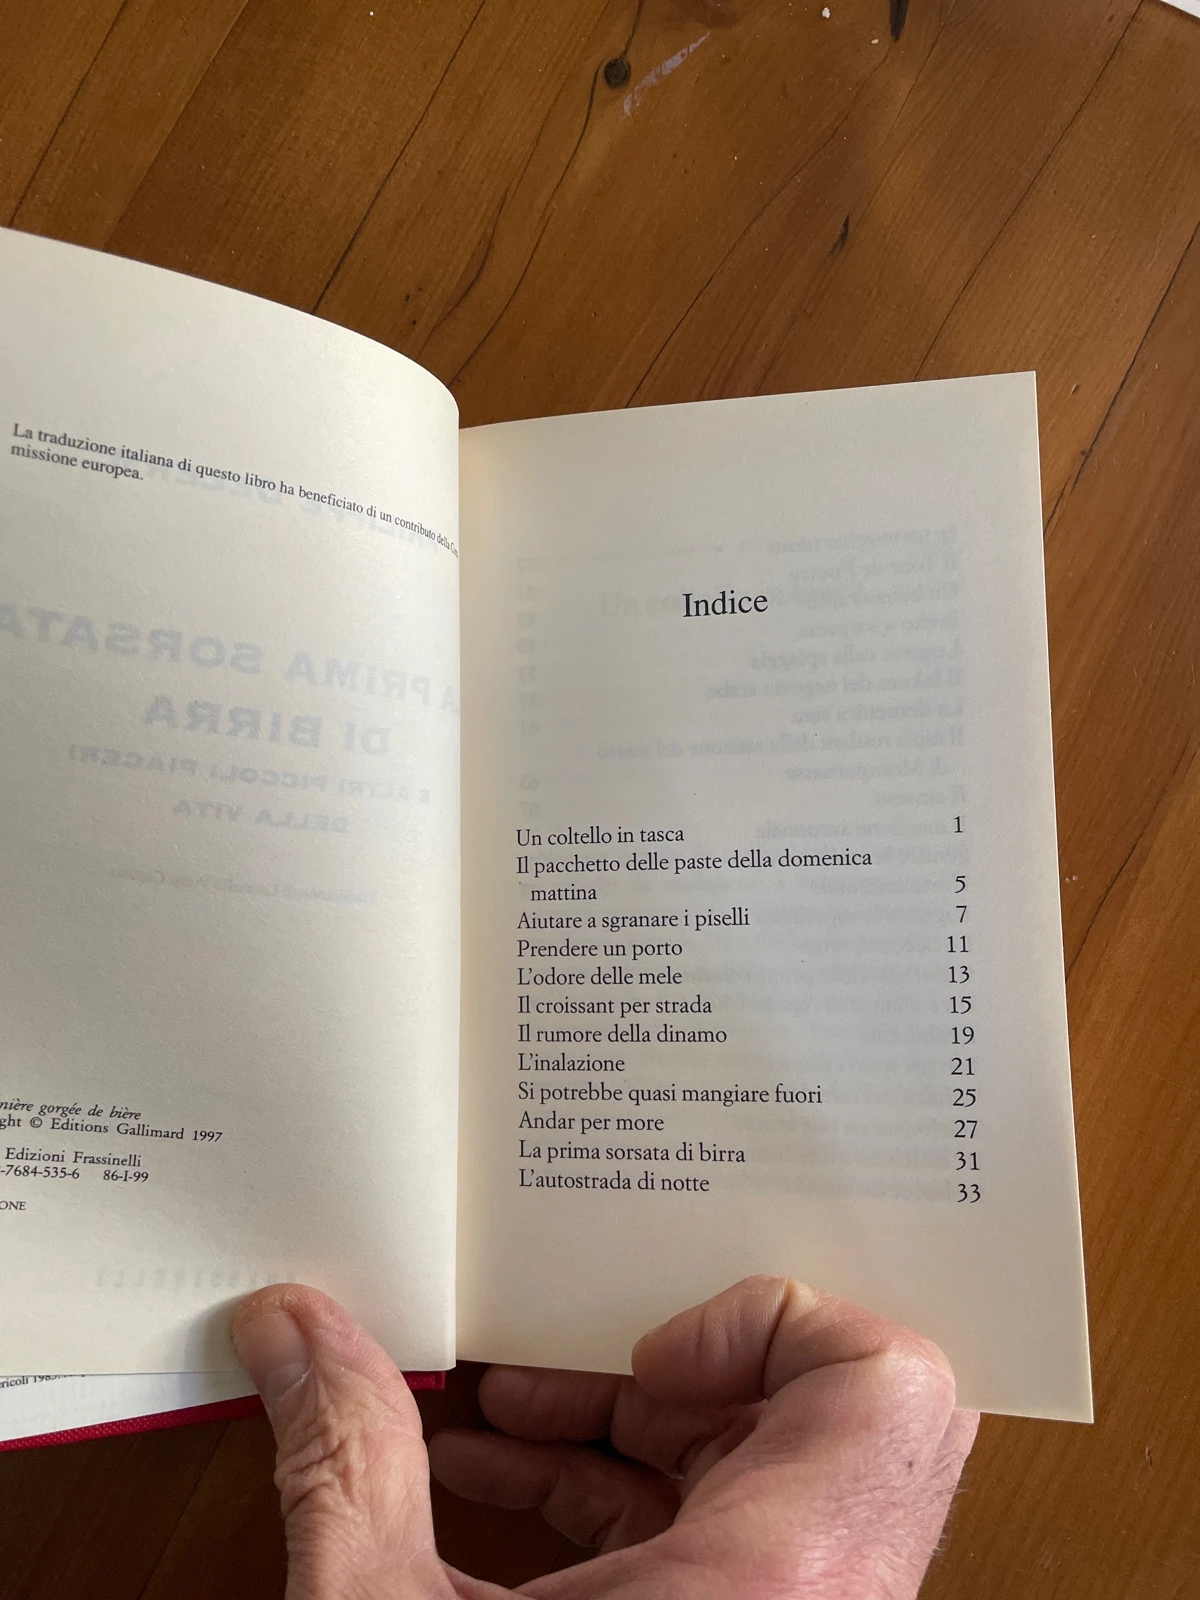 La traduzione italiana di questo libro ha beneficiato di un contributo della Com-
missione europea.
gorgée de bière
© Editions Gallimard 1997
Edizioni Frassinelli
-7684-535-6 86-I-99
Indice
Un coltello in tasca 1
Il pacchetto delle paste della domenica
mattina 5
Aiutare a sgranare i piselli 7
Prendere un porto 11
L'odore delle mele 13
Il croissant per strada 15
Il rumore della dinamo 19
L'inalazione 21
Si potrebbe quasi mangiare fuori 25
Andar per more 27
La prima sorsata di birra 31
L'autostrada di notte 33